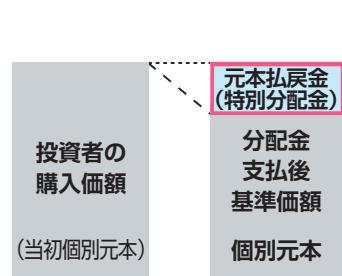 投資者の
購入価額
（当初個別元本）
元本払戻金
（特別分配金）
分配金
支払後
基準価額
個別元本